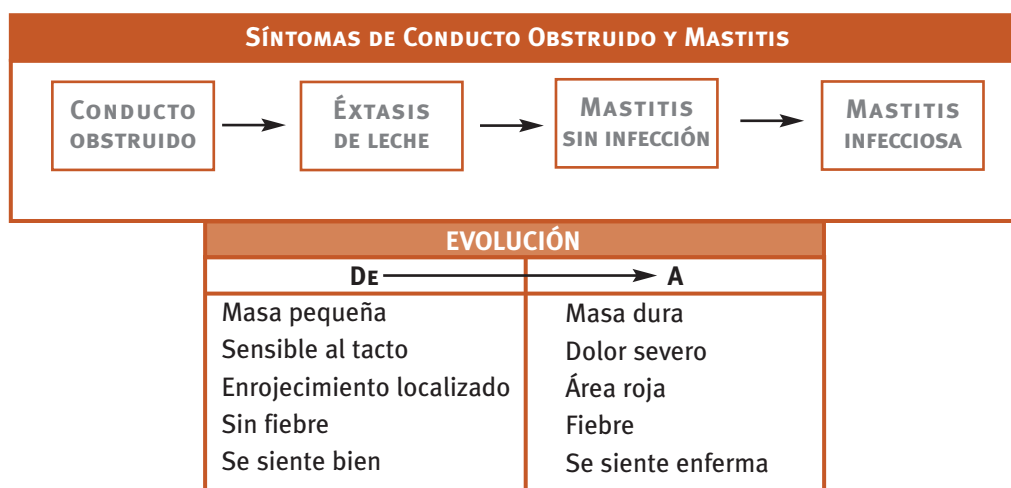 SÍNTOMAS DE CONDUCTO OBSTRUIDO Y MASTITIS
CONDUCTO
OBSTRUIDO
ÉXTASIS
DE LECHE
MASTITIS
SIN INFECCIÓN
MASTITIS
INFECCIOSA
EVOLUCIÓN
DE A
Masa pequeña Masa dura
Sensible al tacto Dolor severo
Enrojecimiento localizado Área roja
Sin fiebre Fiebre
Se siente bien Se siente enferma